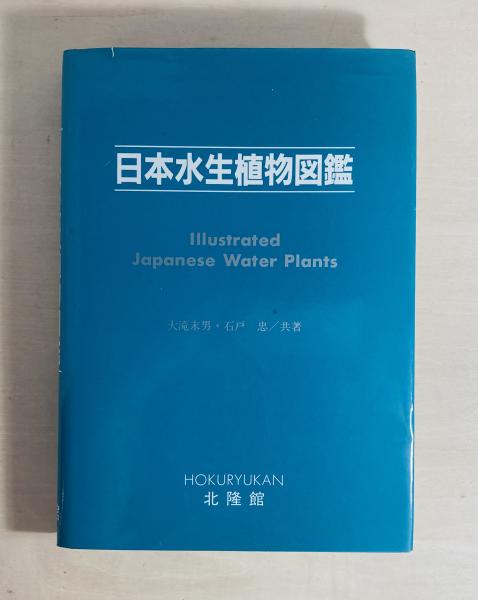 日本水生植物図鑑
Illustrated
Japanese Water Plants
大滝末男・石戸 忠／共著
HOKURYUKAN
北隆館